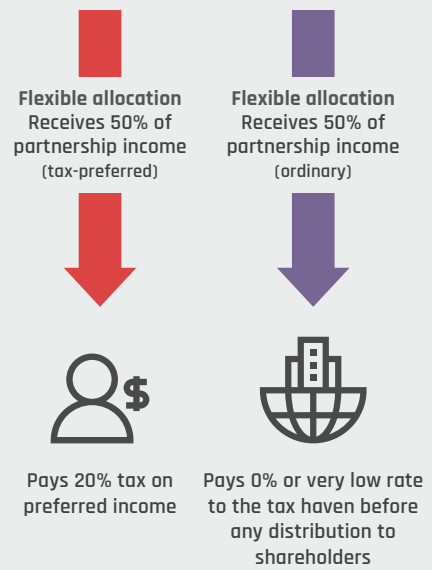 Flexible allocation
Receives 50% of
partnership income
(tax-preferred)
Flexible allocation
Receives 50% of
partnership income
(ordinary)
$
Pays 20% tax on
preferred income
Pays 0% or very low rate
to the tax haven before
any distribution to
shareholders